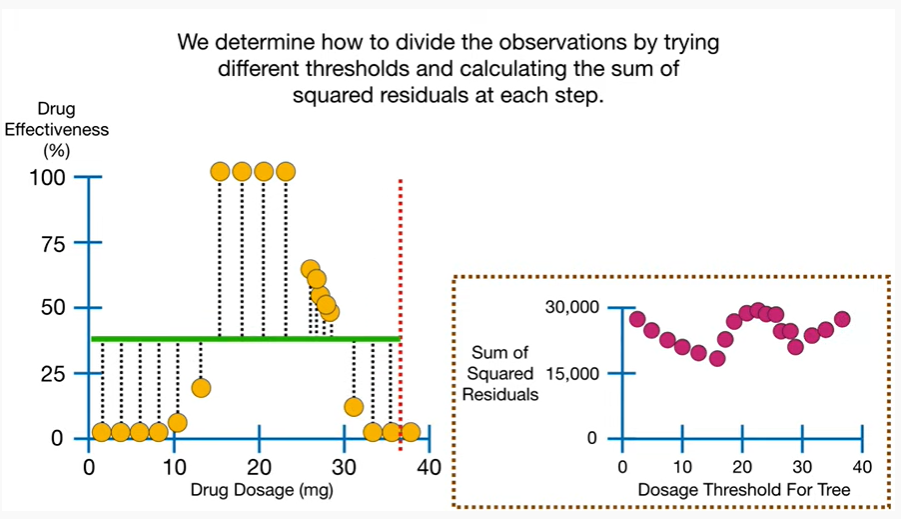 We determine how to divide the observations by trying
different thresholds and calculating the sum of
squared residuals at each step.
Drug
Effectiveness
(%)
100
75
50
25
0
0 10 20 30 40
Drug Dosage (mg)
Sum of
Squared
Residuals
30,000
15,000
0
0 10 20 30 40
Dosage Threshold For Tree